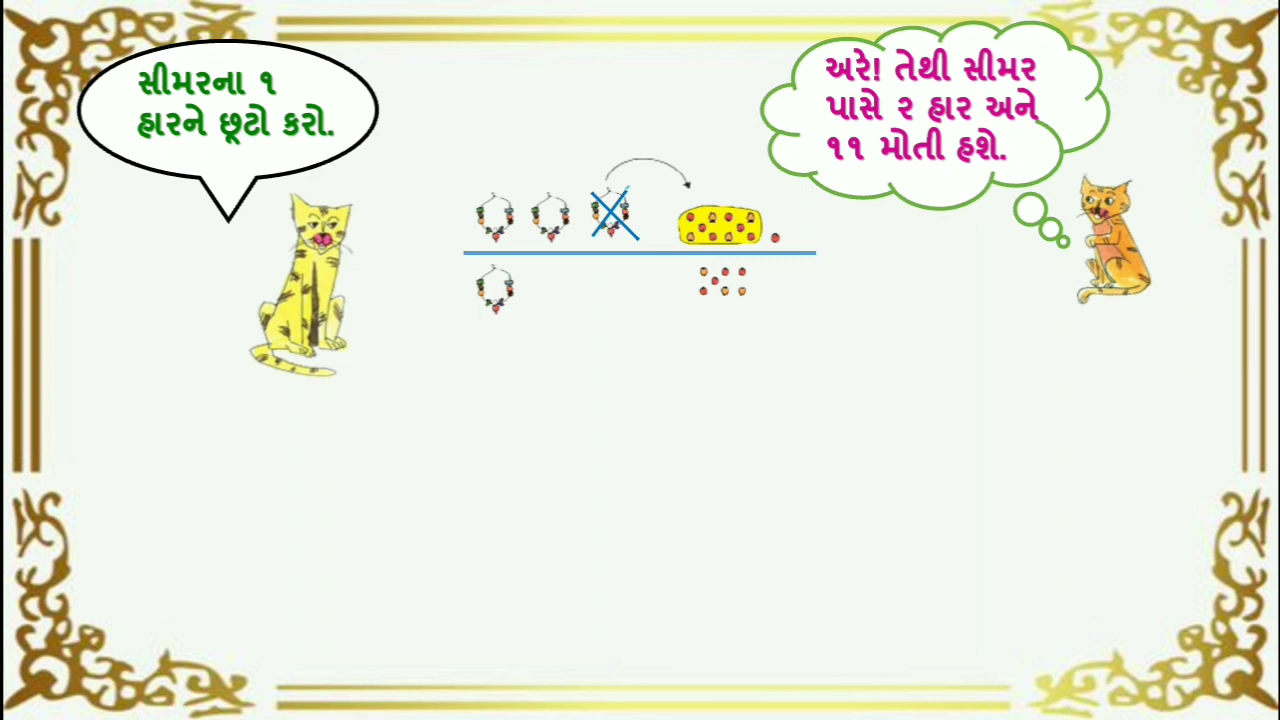 સીમરના ૧
હારને છૂટો કરો.
અરે! તેથી સીમર
પાસે ૨ હાર અને
૧૧ મોતી હશે.